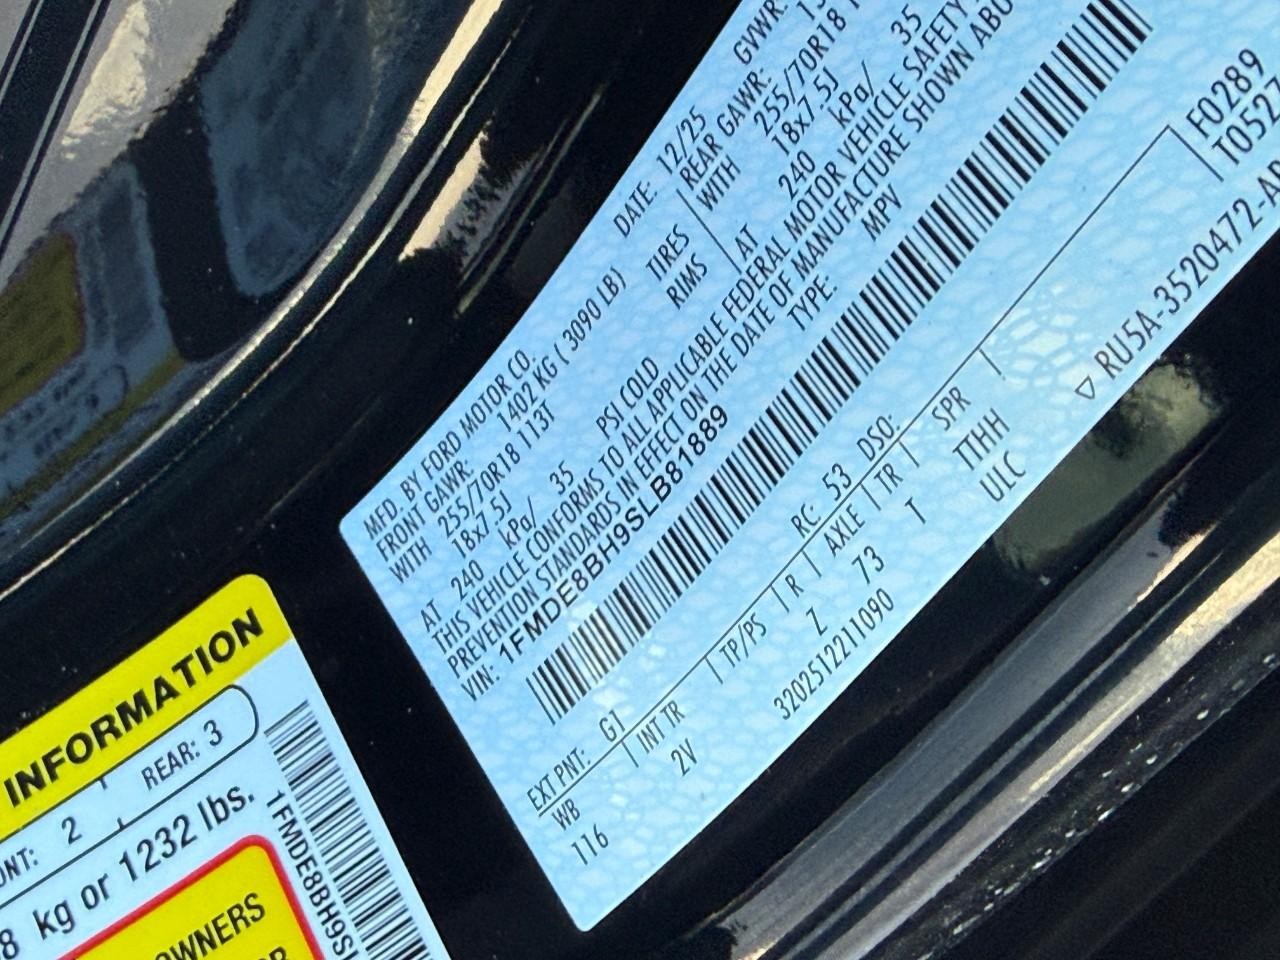 MFD. BY FORD MOTOR CO.
DATE: 12/25
GVWR:
FRONT GAWR: 1402 KG ( 3090 LB)
REAR GAWR:
WITH 255/70R18 113T TIRES
WITH 255/70R18
18x7.5J RIMS
18x7.5J
AT 240 kPa/ 35 PSI COLD
AT 240 kPa/ 35
THIS VEHICLE CONFORMS TO ALL APPLICABLE FEDERAL MOTOR VEHICLE SAFETY
PREVENTION STANDARDS IN EFFECT ON THE DATE OF MANUFACTURE SHOWN ABO
VIN: 1FMDE8BH9SLB81889
TYPE: MPV
F0289
T0527
EXT PNT: G1 RC: 53 DSO:
WB INT TR TP/PS R AXLE TR SPR
116 2V Z 73 T ITHH
3202512211090 ULC
RU5A-3520472-A
INFORMATION
ONT: 2 REAR: 3
8 kg or 1232 lbs.
1FMDE8BH9SL
OWNERS